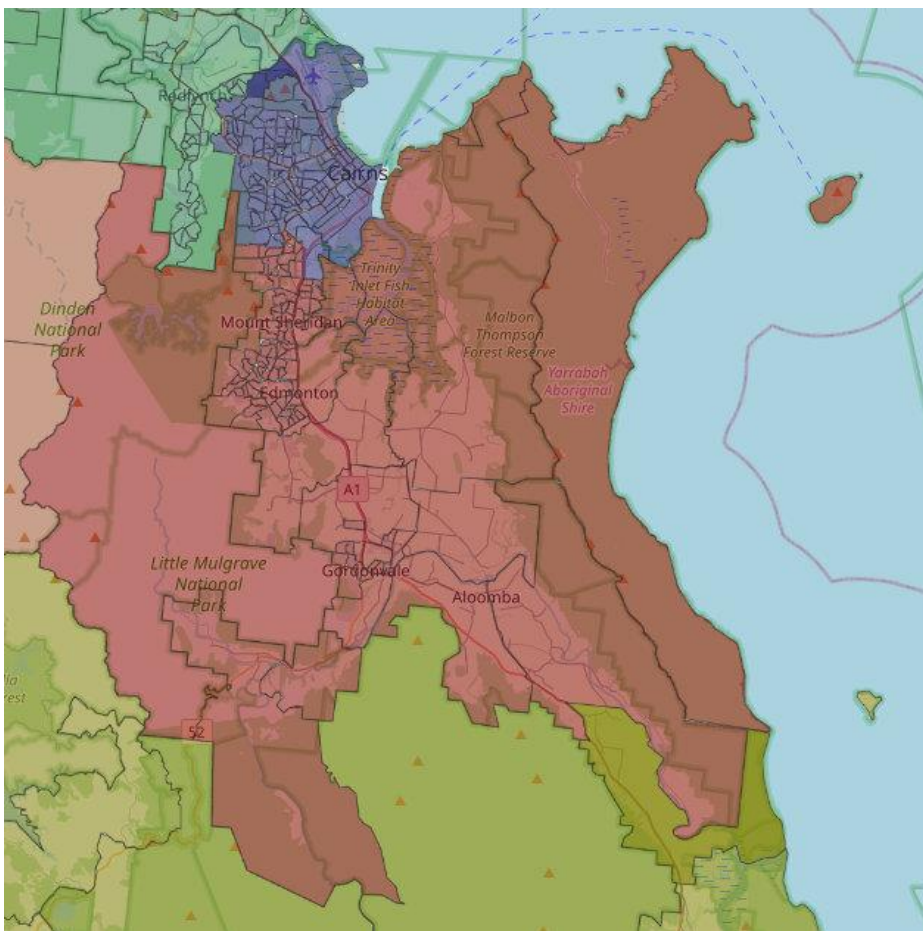 Redlynch
Cairns
Trinity
Inlet Fish
Habitat
Area
Dinden
National
Park
Mount Sheridan
Malbon
Thompson
Forest Reserve
Yarrabah
Aboriginal
Shire
Edmonton
A1
Little Mulgrave
National
Park
Gordonvale
Aloomba
52